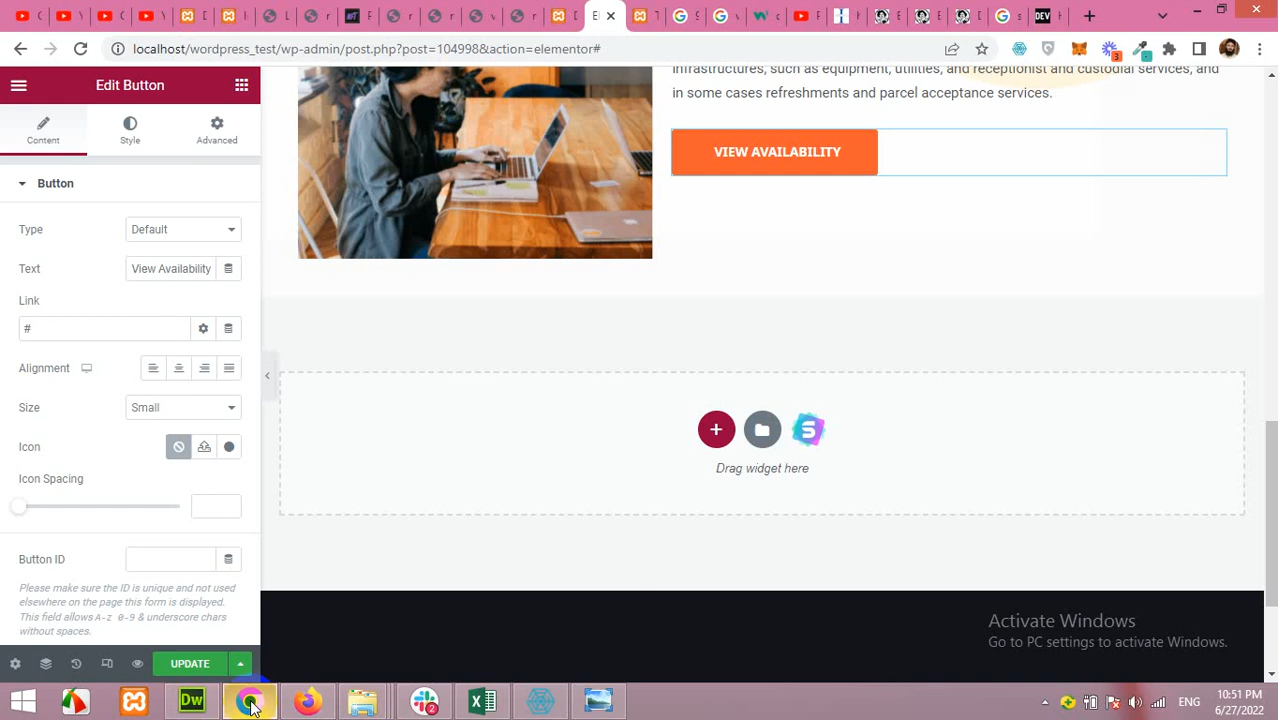 localhost/wordpress_test/wp-admin/post.php?post=104998&action=elementor#
3
Edit Button
Content
Style
Advanced
Button
Type
Default
Text
View Availability
Link
#
Alignment
Size
Small
Icon
Icon Spacing
Button ID
Please make sure the ID is unique and not used
elsewhere on the page this form is displayed.
This field allows A-z 0-9 & underscore chars
without spaces.
UPDATE
infrastructures, such as equipment, utilities, and receptionist and custodial services, and
in some cases refreshments and parcel acceptance services.
VIEW AVAILABILITY
Drag widget here
Activate Windows
Go to PC settings to activate Windows.
Dw
2
ENG
10:51 PM
6/27/2022